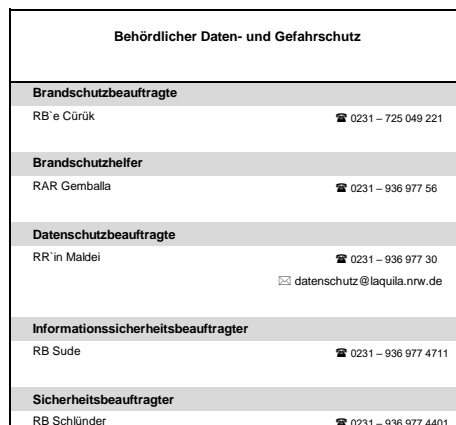 Behördlicher Daten- und Gefahrschutz
Brandschutzbeauftragte
RB`e Cürük ☎ 0231 – 725 049 221
Brandschutzhelfer
RAR Gemballa ☎ 0231 – 936 977 56
Datenschutzbeauftragte
RR`in Maldei ☎ 0231 – 936 977 30
✉ datenschutz@laquila.nrw.de
Informationssicherheitsbeauftragter
RB Sude ☎ 0231 – 936 977 4711
Sicherheitsbeauftragter
RB Schlünder ☎ 0231 – 936 977 4401